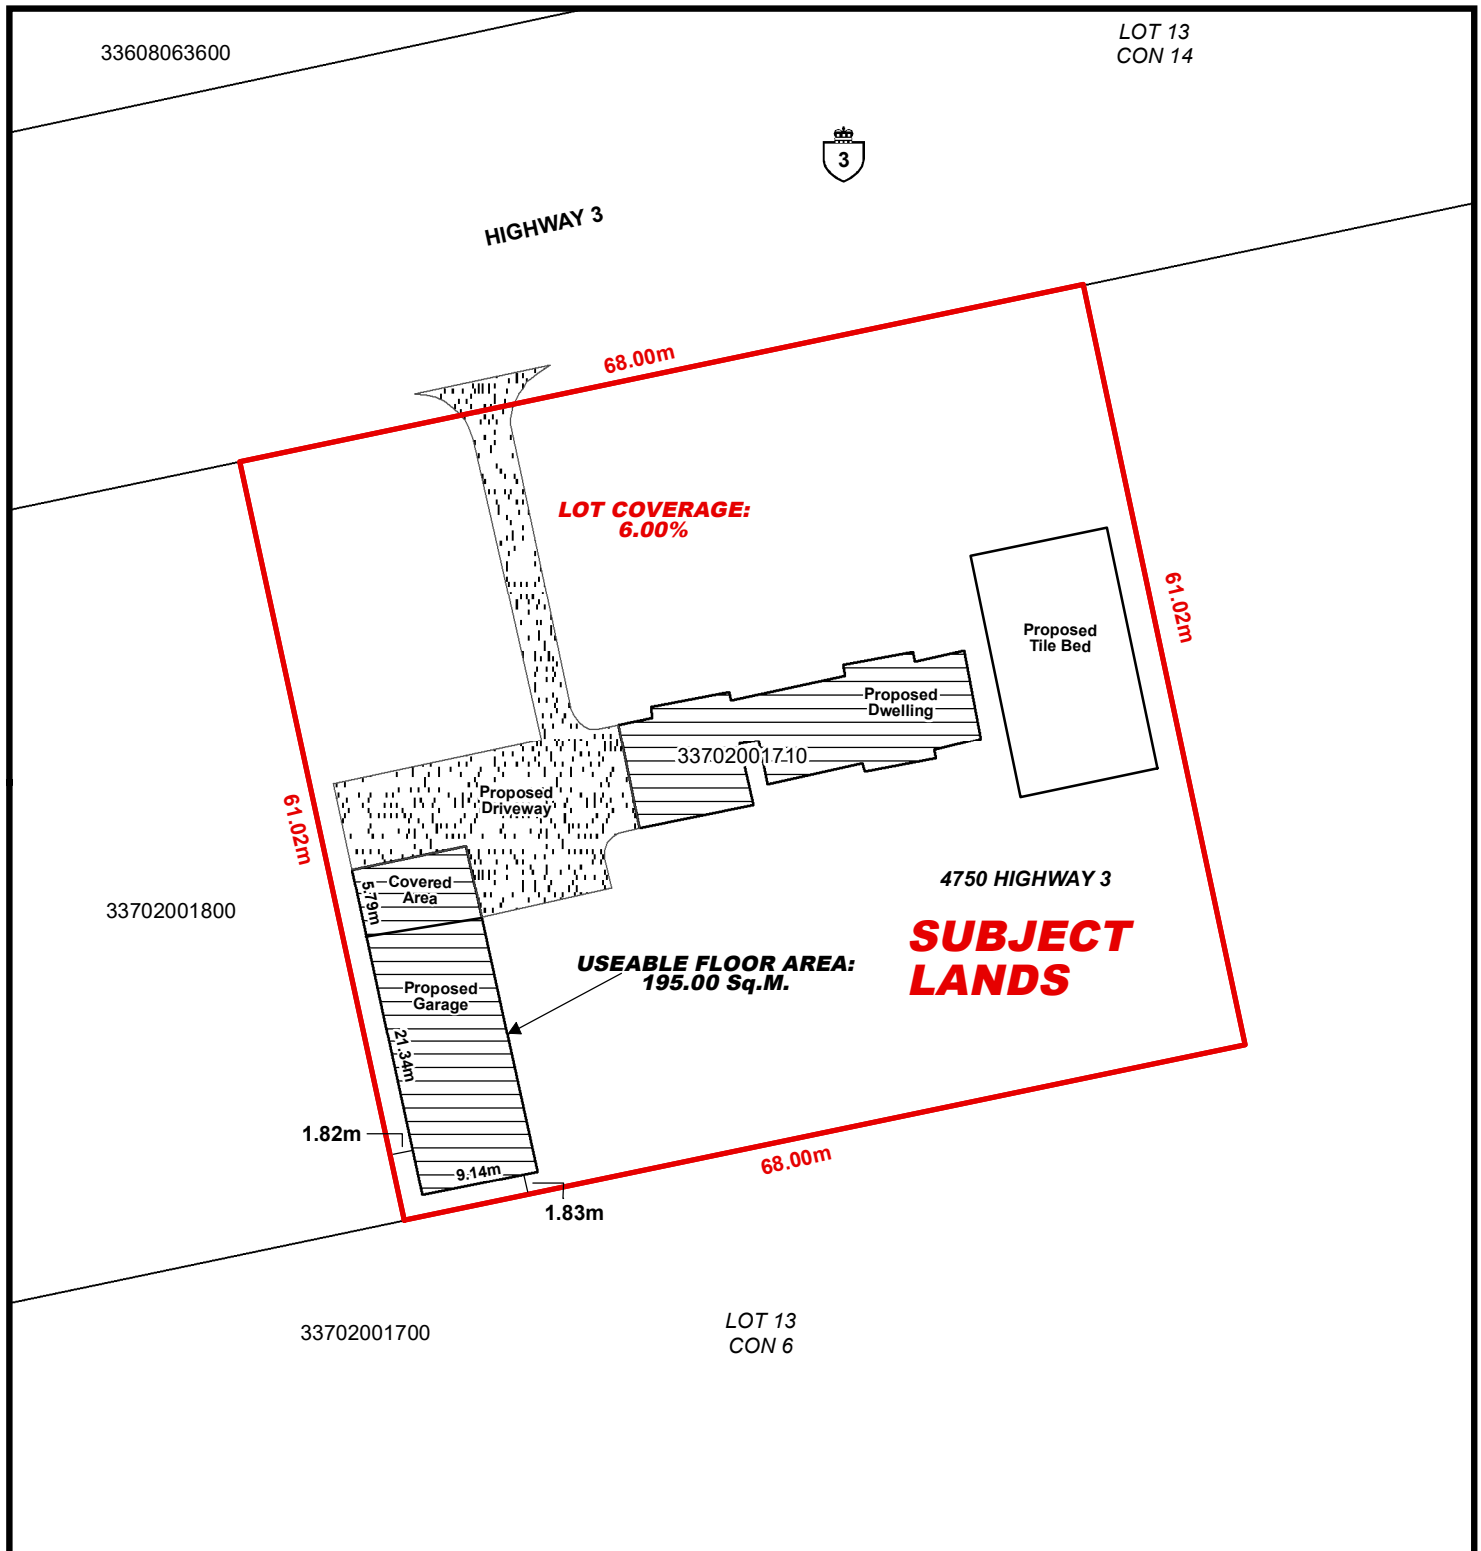 33608063600
LOT 13
CON 14
3
HIGHWAY 3
68.00m
LOT COVERAGE:
6.00%
61.02m
Proposed
Tile Bed
Proposed
Dwelling
33702001710
Proposed
Driveway
61.02m
Covered
Area
5.79m
33702001800
4750 HIGHWAY 3
SUBJECT
LANDS
USEABLE FLOOR AREA:
195.00 Sq.M.
Proposed
Garage
21.34m
1.82m
9.14m
68.00m
1.83m
33702001700
LOT 13
CON 6